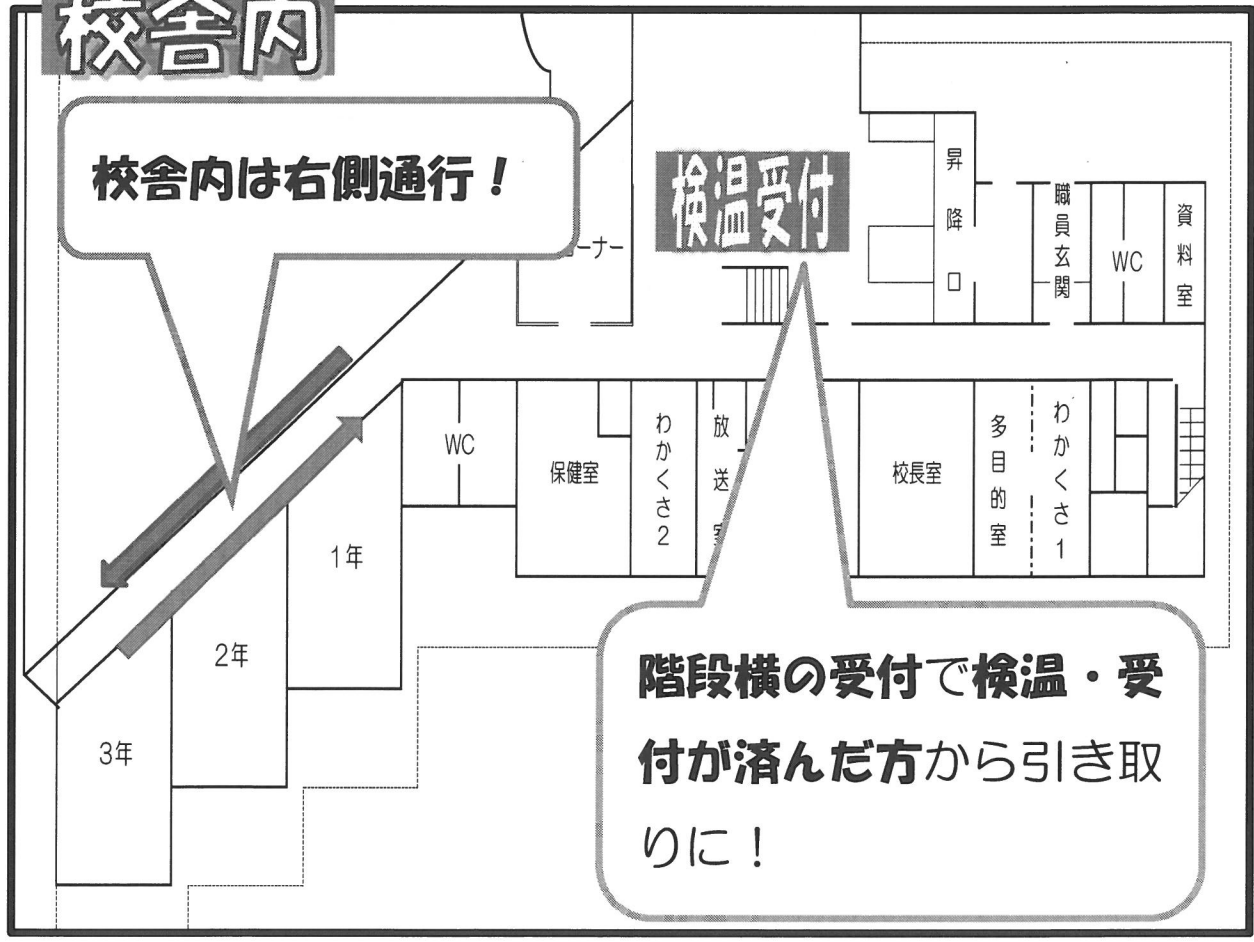 校舎内
校舎内は右側通行！
検温受付
ーナー
昇降口
職員玄関
WC
資料室
WC
保健室
わかくさ2
放送室
校長室
多目的室
わかくさ1
1年
2年
3年
階段横の受付で検温・受
付が済んだ方から引き取
りに！